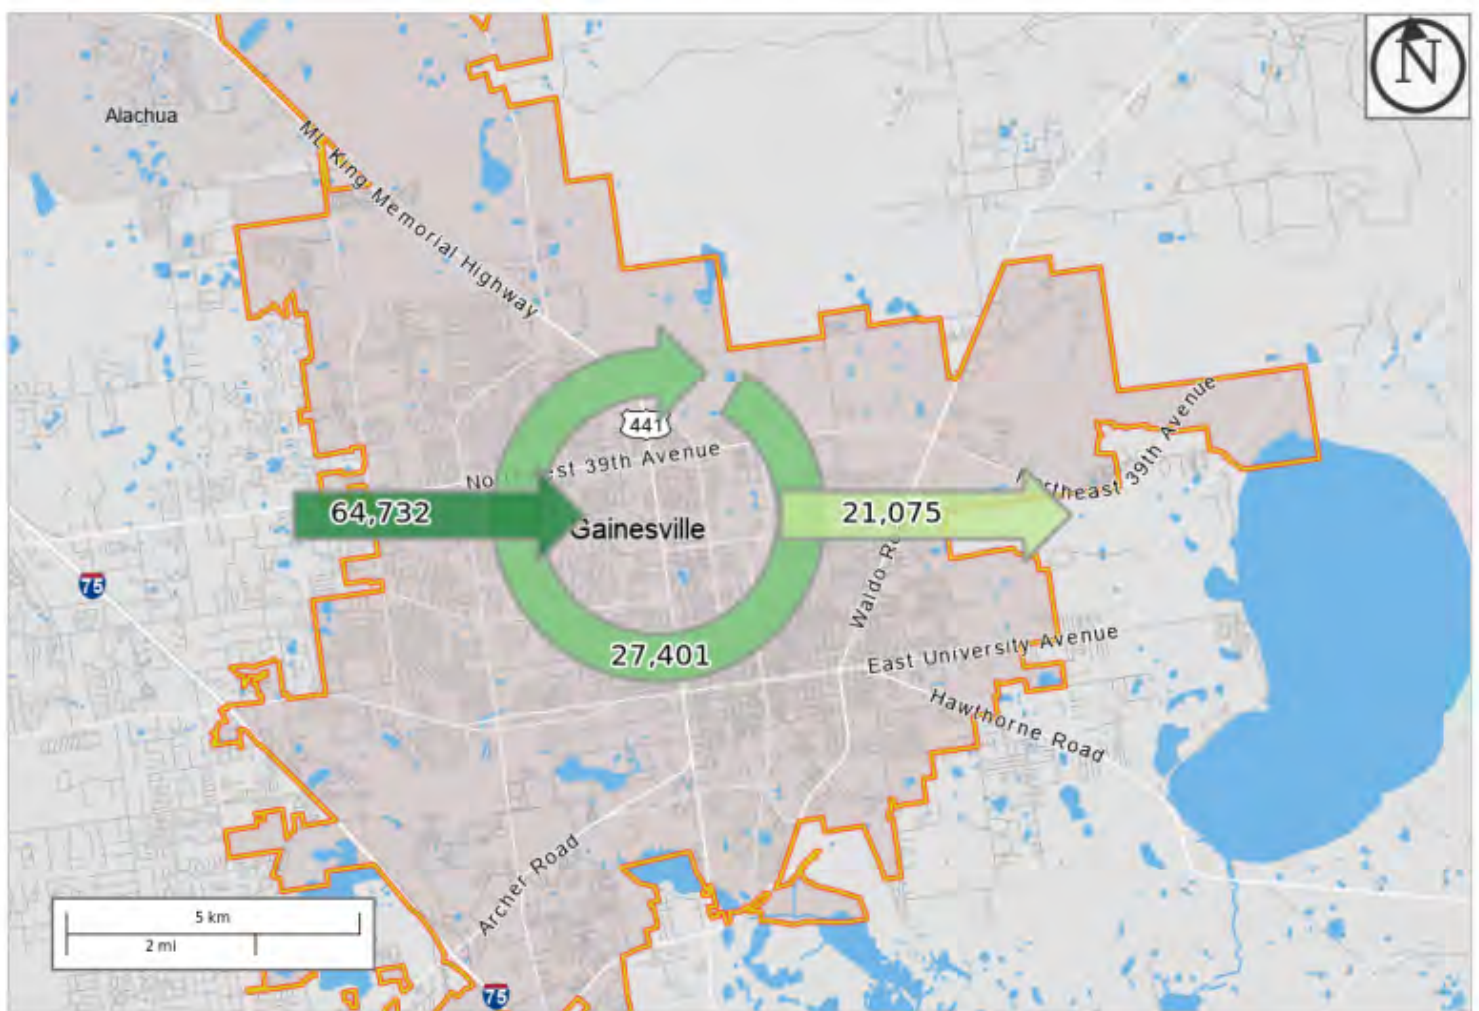 N
Alachua
ML King Memorial Highway
441
Northwest 39th Avenue
Northeast 39th Avenue
64,732
21,075
Gainesville
75
Waldo Ro
27,401
East University Avenue
Hawthorne Road
Archer Road
5 km
2 mi
75